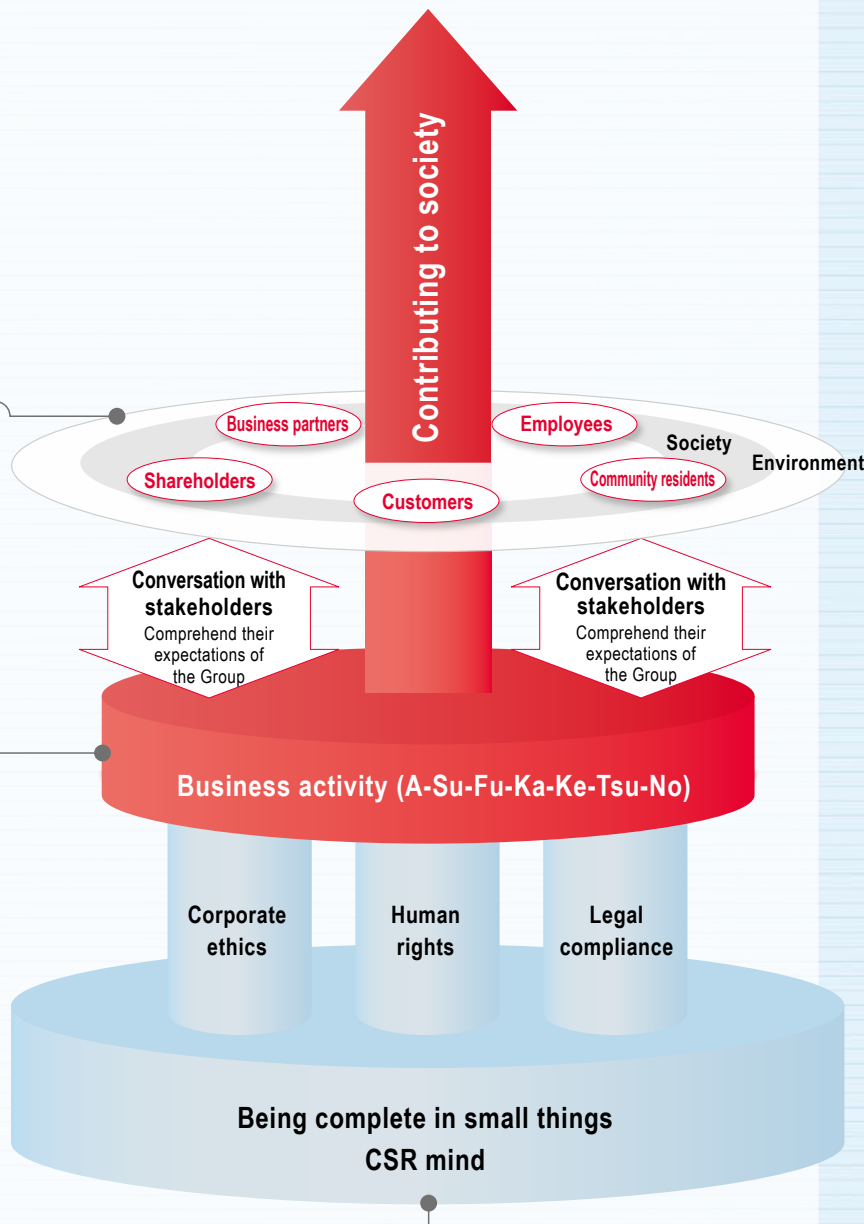 Contributing to society
Business partners
Employees
Society
Environment
Shareholders
Community residents
Customers
Conversation with
stakeholders
Comprehend their
expectations of
the Group
Conversation with
stakeholders
Comprehend their
expectations of
the Group
Business activity (A-Su-Fu-Ka-Ke-Tsu-No)
Corporate
ethics
Human
rights
Legal
compliance
Being complete in small things
CSR mind